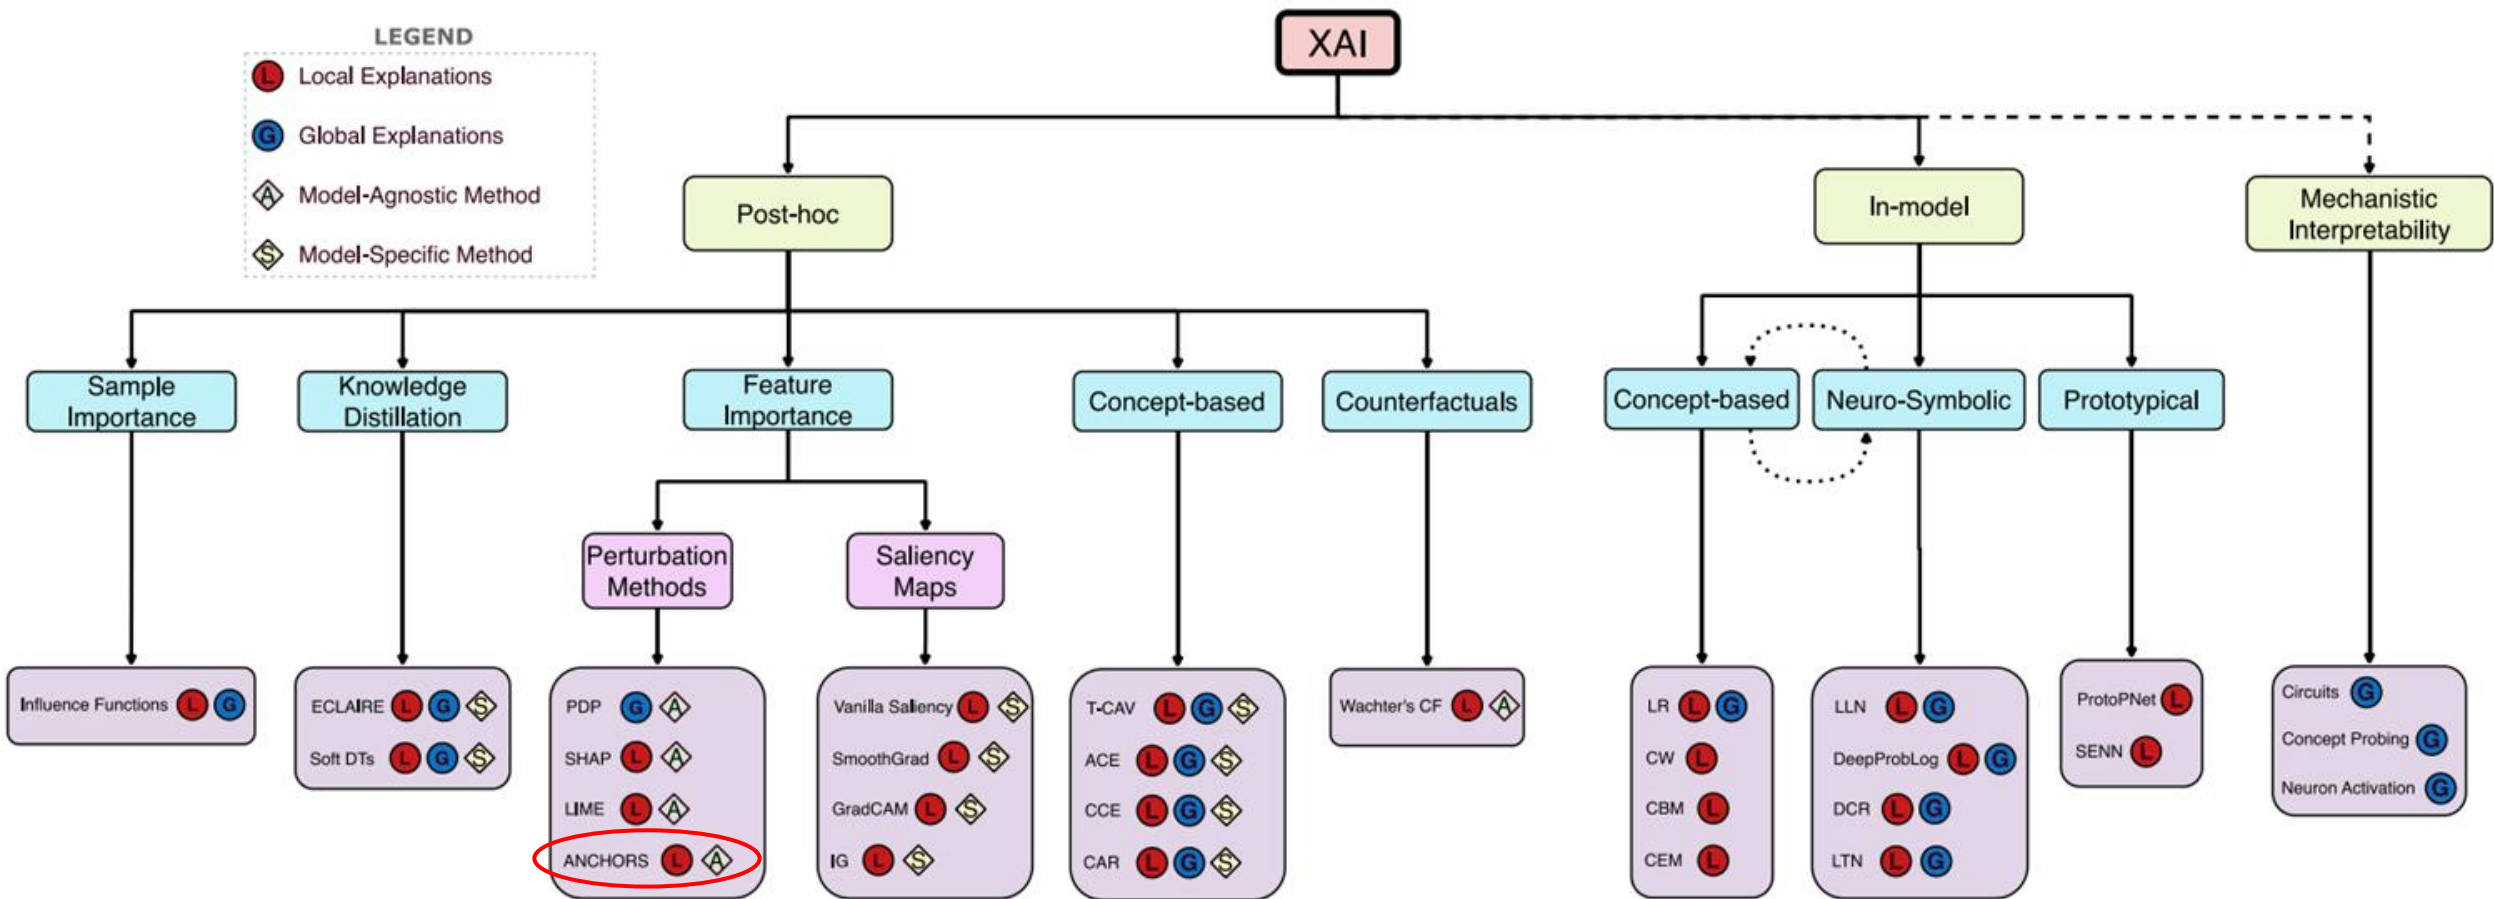 LEGEND
L Local Explanations
G Global Explanations
A Model-Agnostic Method
S Model-Specific Method
XAI
Post-hoc
In-model
Mechanistic
Interpretability
Sample
Importance
Knowledge
Distillation
Feature
Importance
Concept-based
Counterfactuals
Concept-based
Neuro-Symbolic
Prototypical
Perturbation
Methods
Saliency
Maps
Influence Functions L G
ECLAIRE L G S
Soft DTs L G S
PDP G A
SHAP L A
LIME L A
ANCHORS L A
Vanilla Saliency L S
SmoothGrad L S
GradCAM L S
IG L S
T-CAV L G S
ACE L G S
CCE L G S
CAR L G S
Wachter's CF L A
LR L G
CW L
CBM L
CEM L
LLN L G
DeepProbLog L G
DCR L G
LTN L G
ProtoPNet L
SENN L
Circuits G
Concept Probing G
Neuron Activation G